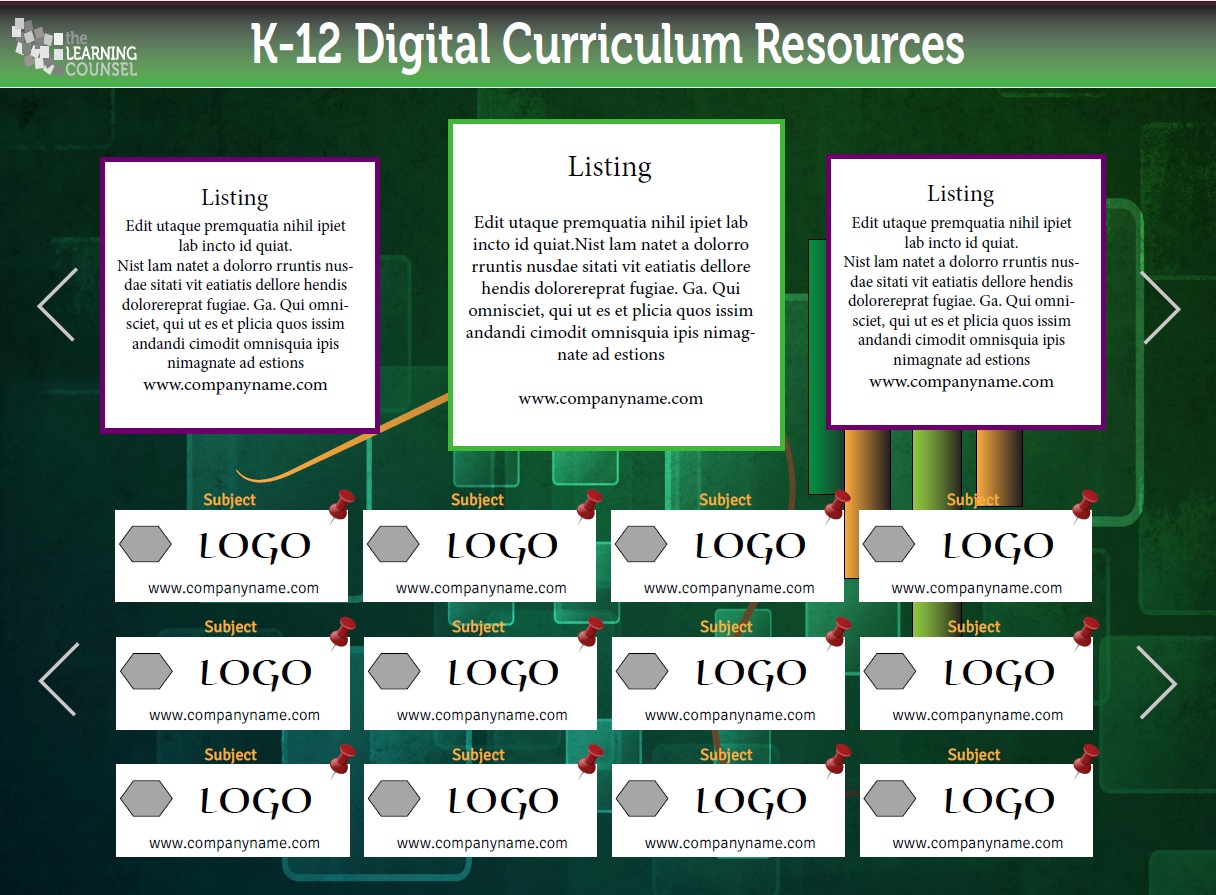 the
LEARNING
COUNSEL
K-12 Digital Curriculum Resources
Listing
Edit utaque premquatia nihil ipiet
lab incto id quiat.
Nist lam natet a dolorro rruntis nus-
dae sitati vit eatiatis dellore hendis
dolorereprat fugiae. Ga. Qui omni-
sciet, qui ut es et plicia quos issim
andandi cimodit omnisquia ipis
nimagnate ad estions
www.companyname.com
Listing
Edit utaque premquatia nihil ipiet lab
incto id quiat.Nist lam natet a dolorro
rruntis nusdae sitati vit eatiatis dellore
hendis dolorereprat fugiae. Ga. Qui
omnisciet, qui ut es et plicia quos issim
andandi cimodit omnisquia ipis nimag-
nate ad estions
www.companyname.com
Listing
Edit utaque premquatia nihil ipiet
lab incto id quiat.
Nist lam natet a dolorro rruntis nus-
dae sitati vit eatiatis dellore hendis
dolorereprat fugiae. Ga. Qui omni-
sciet, qui ut es et plicia quos issim
andandi cimodit omnisquia ipis
nimagnate ad estions
www.companyname.com
Subject
LOGO
www.companyname.com
Subject
LOGO
www.companyname.com
Subject
LOGO
www.companyname.com
Subject
LOGO
www.companyname.com
Subject
LOGO
www.companyname.com
Subject
LOGO
www.companyname.com
Subject
LOGO
www.companyname.com
Subject
LOGO
www.companyname.com
Subject
LOGO
www.companyname.com
Subject
LOGO
www.companyname.com
Subject
LOGO
www.companyname.com
Subject
LOGO
www.companyname.com